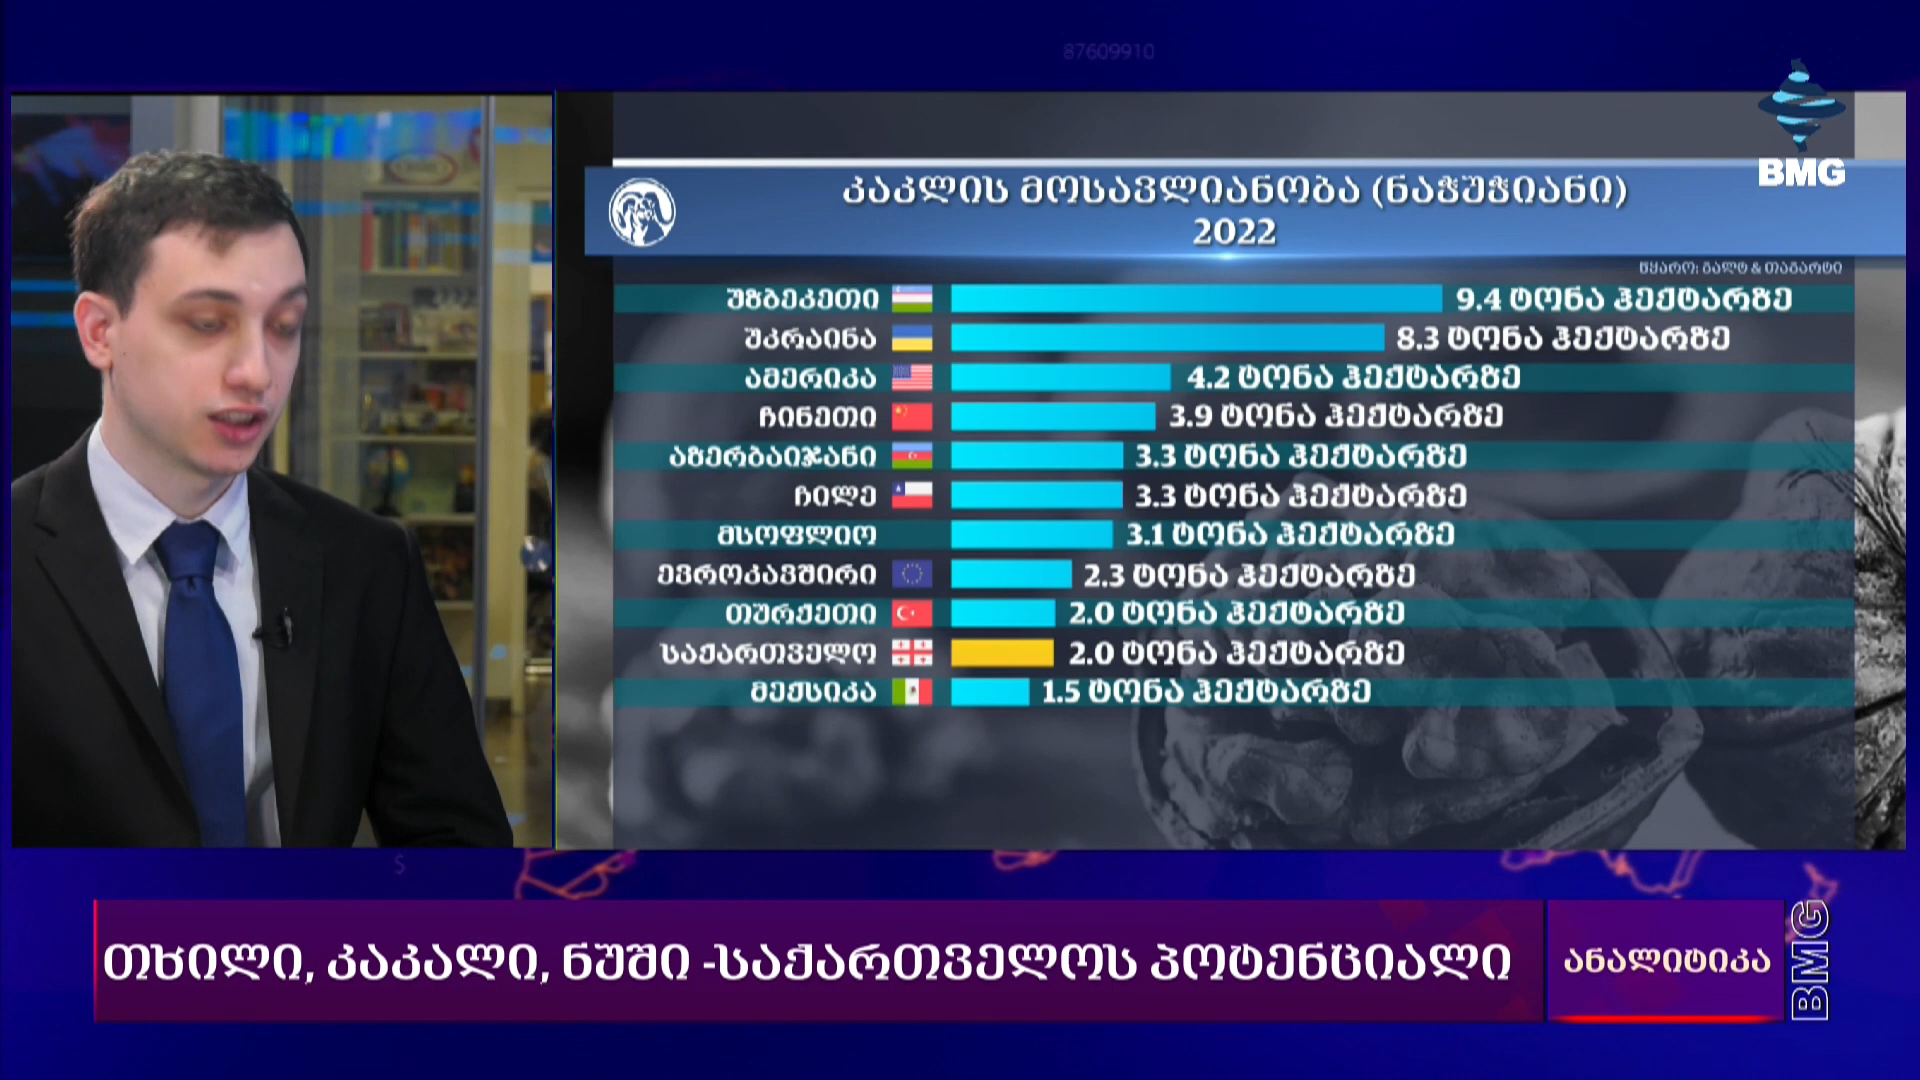 87609910
BMG
კაკლის მოსავლიანობა (ნაჭუჭიანი)
2022
წყარო: გალტ & თაგარტი
უზბეკეთი 9.4 ტონა ჰექტარზე
უკრაინა 8.3 ტონა ჰექტარზე
ამერიკა 4.2 ტონა ჰექტარზე
ჩინეთი 3.9 ტონა ჰექტარზე
აზერბაიჯანი 3.3 ტონა ჰექტარზე
ჩილე 3.3 ტონა ჰექტარზე
მსოფლიო 3.1 ტონა ჰექტარზე
ევროკავშირი 2.3 ტონა ჰექტარზე
თურქეთი 2.0 ტონა ჰექტარზე
საქართველო 2.0 ტონა ჰექტარზე
მექსიკა 1.5 ტონა ჰექტარზე
$
თხილი, კაკალი, ნუში -საქართველოს პოტენციალი
ანალიტიკა
BMG